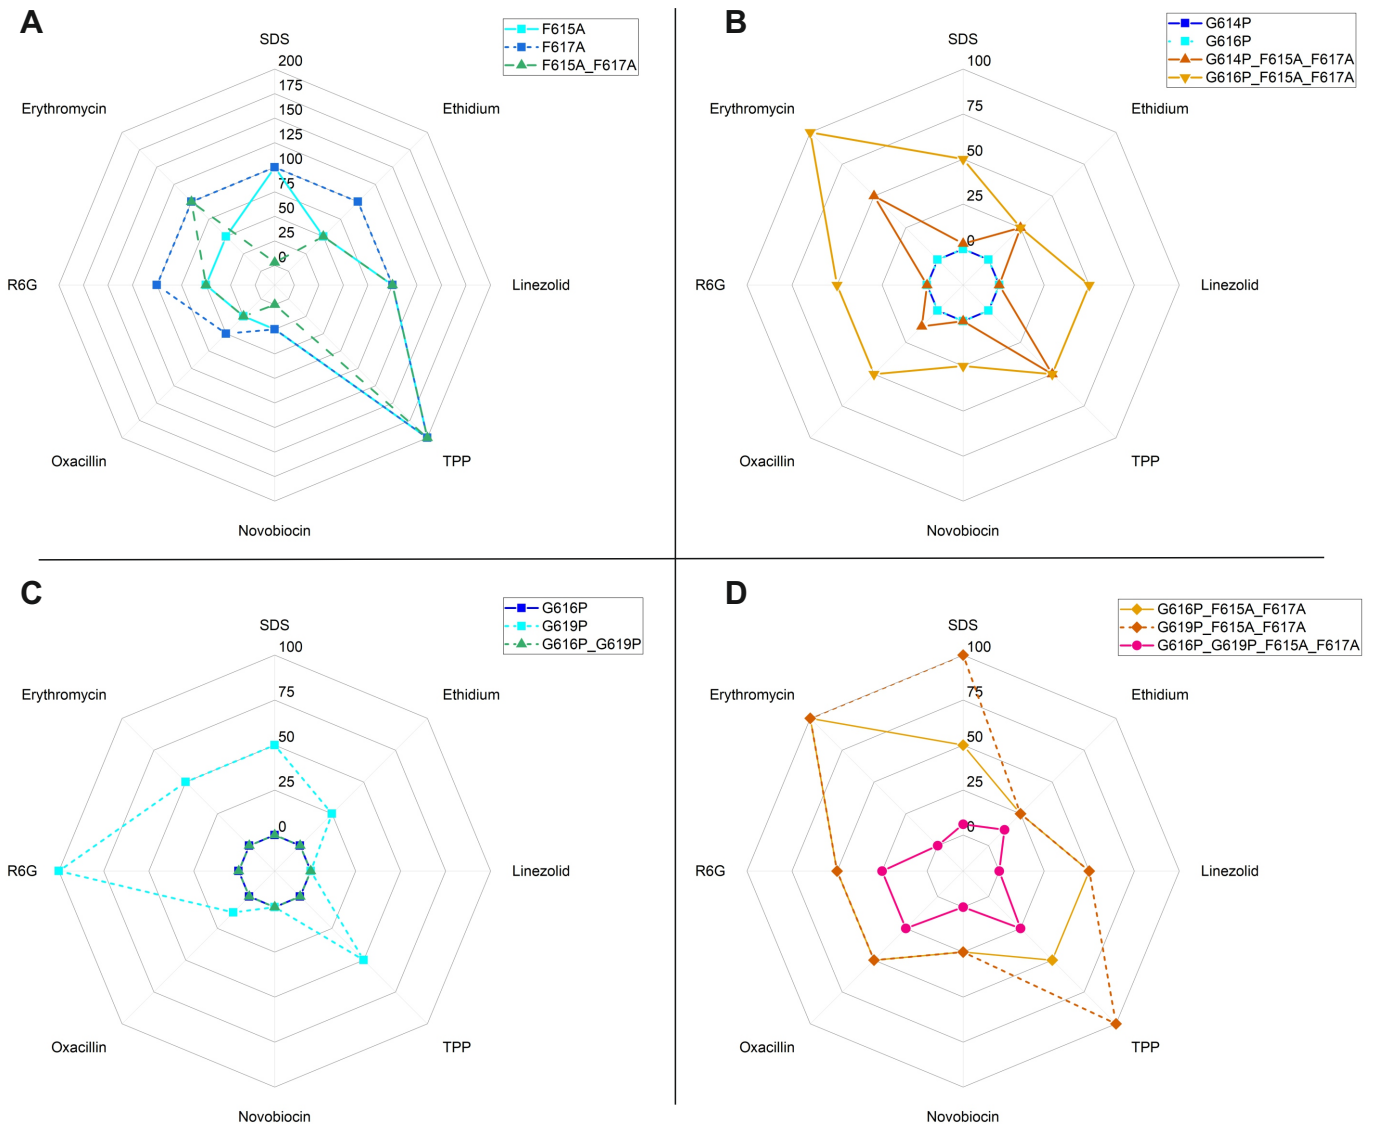 A
F615A
F617A
F615A_F617A
SDS
200
175
150
125
100
75
50
25
0
Erythromycin
Ethidium
R6G
Linezolid
Oxacillin
TPP
Novobiocin
B
G614P
G616P
G614P_F615A_F617A
G616P_F615A_F617A
SDS
100
75
50
25
0
Erythromycin
Ethidium
R6G
Linezolid
Oxacillin
TPP
Novobiocin
C
G616P
G619P
G616P_G619P
SDS
100
75
50
25
0
Erythromycin
Ethidium
R6G
Linezolid
Oxacillin
TPP
Novobiocin
D
G616P_F615A_F617A
G619P_F615A_F617A
G616P_G619P_F615A_F617A
SDS
100
75
50
25
0
Erythromycin
Ethidium
R6G
Linezolid
Oxacillin
TPP
Novobiocin